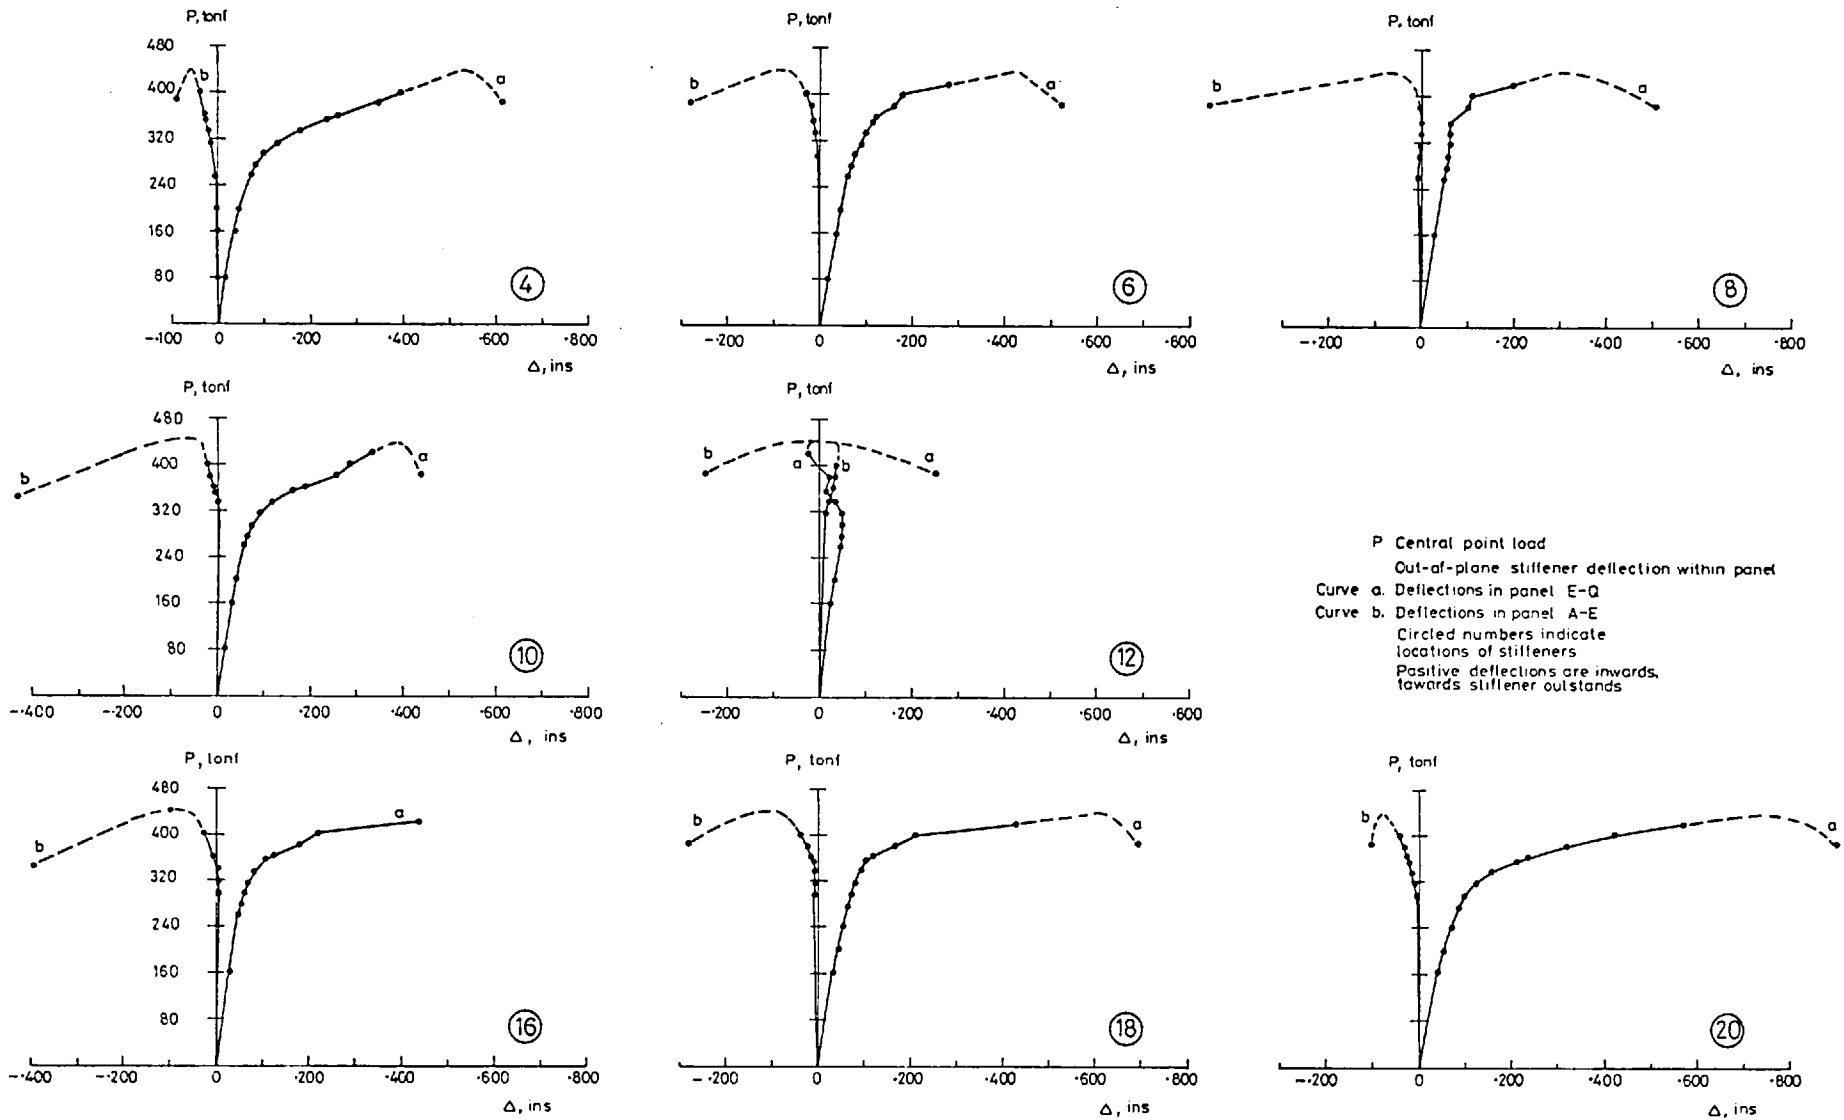 P, tonf
480
400
320
240
160
80
b
a
4
-·100 0 ·200 ·400 ·600 ·800
Δ, ins
P, tonf
b
a
6
-·200 0 ·200 ·400 ·600 ·800
Δ, ins
P, tonf
b
a
8
-·200 0 ·200 ·400 ·600 ·800
Δ, ins
P, tonf
480
400
320
240
160
80
b
a
10
-·400 -·200 0 ·200 ·400 ·600 ·800
Δ, ins
P, tonf
b
a
a
b
12
-·200 0 ·200 ·400 ·600 ·800
Δ, ins
P Central point load
Out-of-plane stiffener deflection within panel
Curve a. Deflections in panel E-Q
Curve b. Deflections in panel A-E
Circled numbers indicate
locations of stiffeners
Positive deflections are inwards,
towards stiffener outstands
P, tonf
480
400
320
240
160
80
b
a
16
-·400 -·200 0 ·200 ·400 ·600 ·800
Δ, ins
P, tonf
b
a
18
-·200 0 ·200 ·400 ·600 ·800
Δ, ins
P, tonf
b
a
20
-·200 0 ·200 ·400 ·600 ·800
Δ, ins